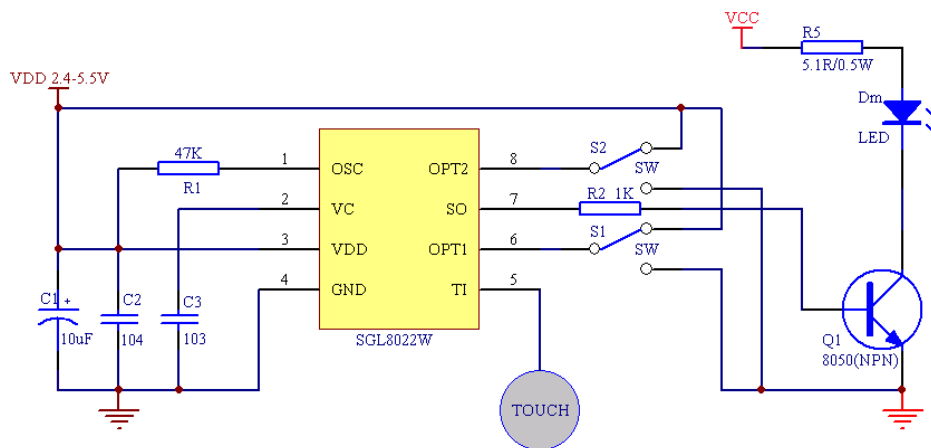 VCC
R5
5.1R/0.5W
VDD 2.4-5.5V
Dm
LED
47K
R1
1
OSC
OPT2
8
S2
SW
2
VC
SO
7
R2 1K
3
VDD
OPT1
6
S1
SW
4
GND
TI
5
C1 +
10uF
C2
104
C3
103
SGL8022W
Q1
8050(NPN)
TOUCH